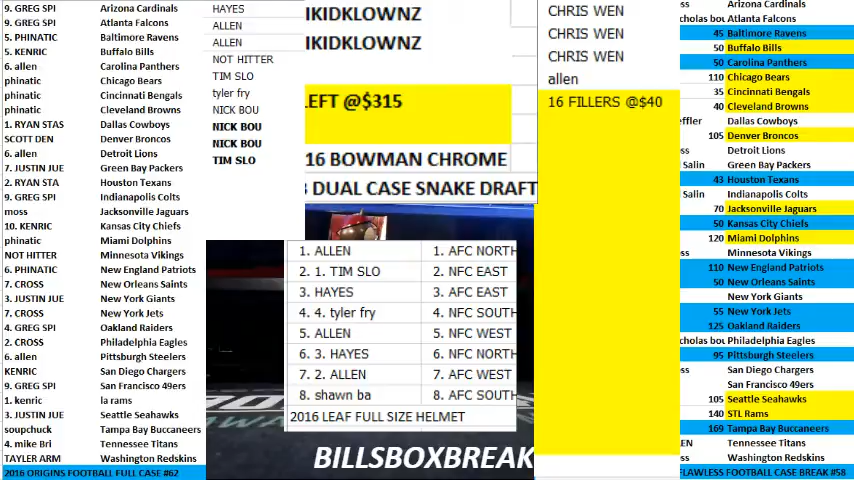 9. GREG SPI Arizona Cardinals
9. GREG SPI Atlanta Falcons
5. PHINATIC Baltimore Ravens
5. KENRIC Buffalo Bills
6. allen Carolina Panthers
phinatic Chicago Bears
phinatic Cincinnati Bengals
phinatic Cleveland Browns
1. RYAN STAS Dallas Cowboys
SCOTT DEN Denver Broncos
6. allen Detroit Lions
7. JUSTIN JUE Green Bay Packers
2. RYAN STA Houston Texans
9. GREG SPI Indianapolis Colts
moss Jacksonville Jaguars
10. KENRIC Kansas City Chiefs
phinatic Miami Dolphins
NOT HITTER Minnesota Vikings
6. PHINATIC New England Patriots
7. CROSS New Orleans Saints
3. JUSTIN JUE New York Giants
7. CROSS New York Jets
4. GREG SPI Oakland Raiders
2. CROSS Philadelphia Eagles
6. allen Pittsburgh Steelers
KENRIC San Diego Chargers
9. GREG SPI San Francisco 49ers
1. kenric la rams
3. JUSTIN JUE Seattle Seahawks
soupchuck Tampa Bay Buccaneers
4. mike Bri Tennessee Titans
TAYLER ARM Washington Redskins
2016 ORIGINS FOOTBALL FULL CASE #62
HAYES
ALLEN
ALLEN
NOT HITTER
TIM SLO
tyler fry
NICK BOU
NICK BOU
NICK BOU
TIM SLO
IKIDKLOWNZ
IKIDKLOWNZ
LEFT @$315
16 BOWMAN CHROME
3 DUAL CASE SNAKE DRAFT
1. ALLEN 1. AFC NORTH
2. 1. TIM SLO 2. NFC EAST
3. HAYES 3. AFC EAST
4. 4. tyler fry 4. NFC SOUTH
5. ALLEN 5. NFC WEST
6. 3. HAYES 6. NFC NORTH
7. 2. ALLEN 7. AFC WEST
8. shawn ba 8. AFC SOUTH
2016 LEAF FULL SIZE HELMET
BILLSBOXBREAK
CHRIS WEN
CHRIS WEN
CHRIS WEN
allen
16 FILLERS @$40
Arizona Cardinals
cholas bou Atlanta Falcons
45 Baltimore Ravens
50 Buffalo Bills
50 Carolina Panthers
110 Chicago Bears
35 Cincinnati Bengals
40 Cleveland Browns
effler Dallas Cowboys
105 Denver Broncos
ss Detroit Lions
Salin Green Bay Packers
43 Houston Texans
Salin Indianapolis Colts
70 Jacksonville Jaguars
50 Kansas City Chiefs
120 Miami Dolphins
ss Minnesota Vikings
110 New England Patriots
50 New Orleans Saints
New York Giants
55 New York Jets
125 Oakland Raiders
cholas bou Philadelphia Eagles
95 Pittsburgh Steelers
ss San Diego Chargers
San Francisco 49ers
105 Seattle Seahawks
140 STL Rams
169 Tampa Bay Buccaneers
EN Tennessee Titans
ss Washington Redskins
FLAWLESS FOOTBALL CASE BREAK #58